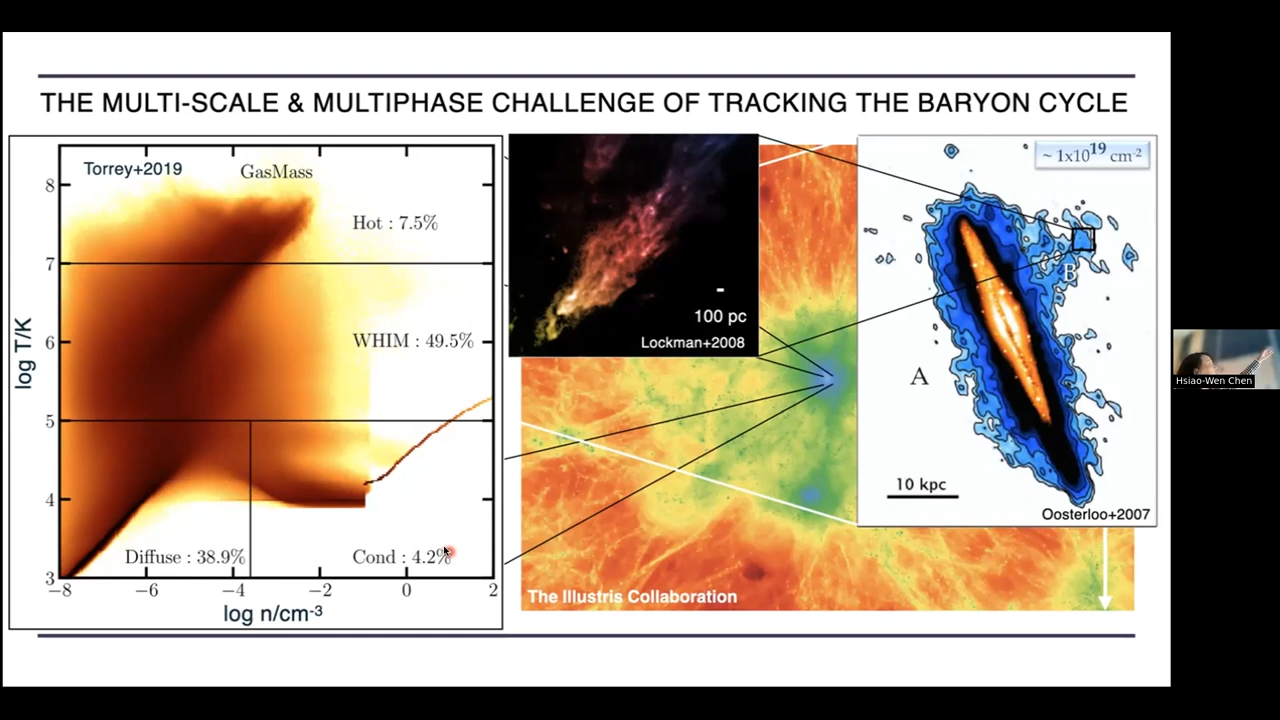 THE MULTI-SCALE & MULTIPHASE CHALLENGE OF TRACKING THE BARYON CYCLE
Torrey+2019
GasMass
Hot : 7.5%
WHIM : 49.5%
Diffuse : 38.9%
Cond : 4.2%
8
7
6
5
4
3
log T/K
−8
−6
−4
−2
0
2
log n/cm-3
100 pc
Lockman+2008
The Illustris Collaboration
~ 1x10^19 cm-2
B
A
10 kpc
Oosterloo+2007
Hsiao-Wen Chen